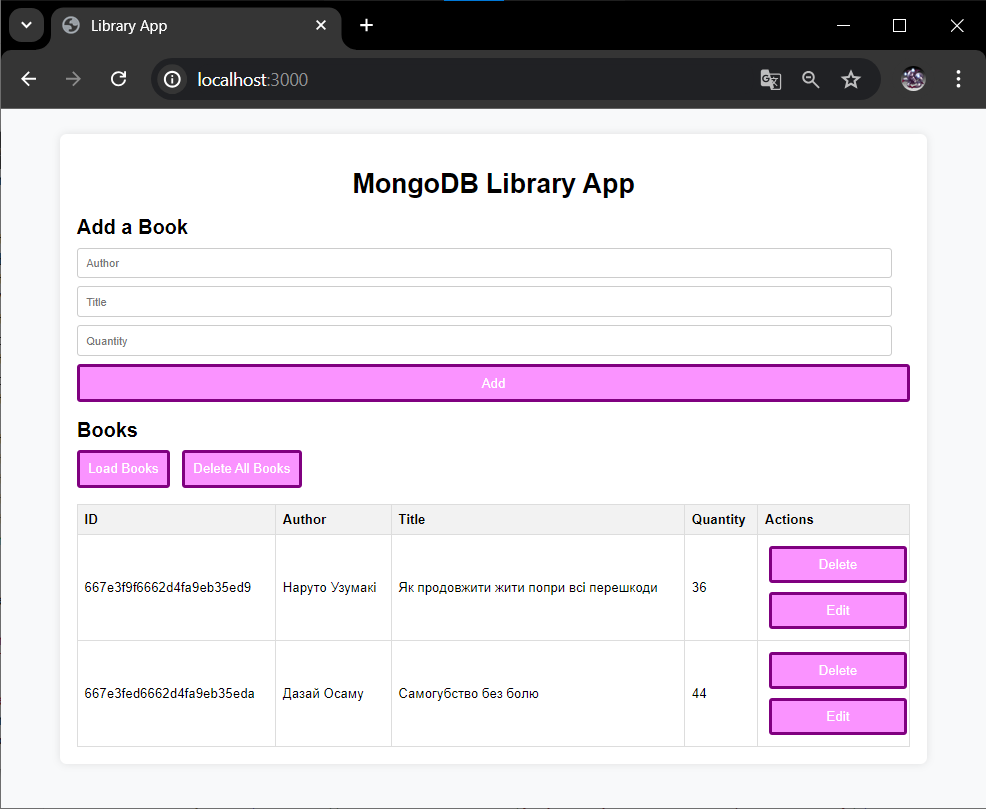 Library App
localhost:3000
MongoDB Library App
Add a Book
Author
Title
Quantity
Add
Books
Load Books Delete All Books
ID Author Title Quantity Actions
667e3f9f6662d4fa9eb35ed9 Наруто Узумакі Як продовжити жити попри всі перешкоди 36 Delete
Edit
667e3fed6662d4fa9eb35eda Дазай Осаму Самогубство без болю 44 Delete
Edit